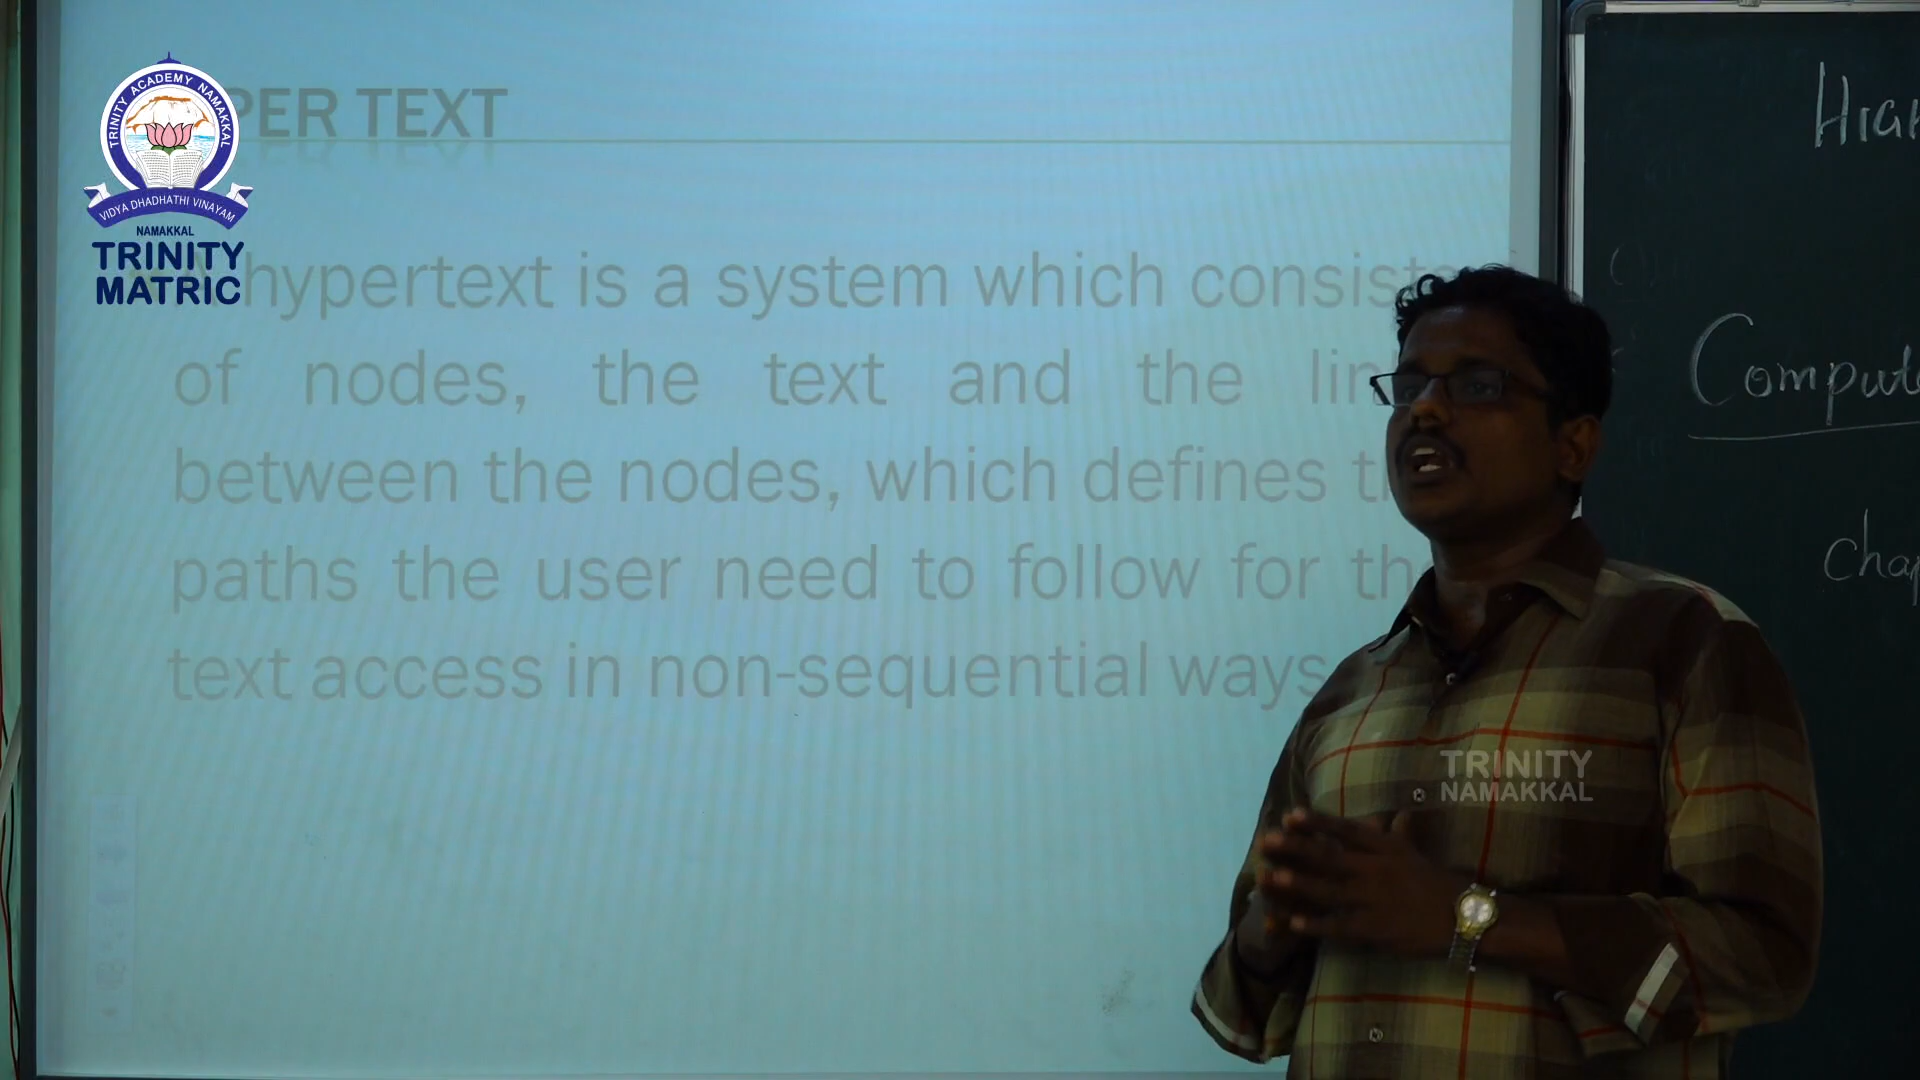 TRINITY ACADEMY NAMAKKAL
VIDYA DHADHATHI VINAYAM
NAMAKKAL
TRINITY
MATRIC
PER TEXT
hypertext is a system which consist
of nodes, the text and the lin
between the nodes, which defines t
paths the user need to follow for th
text access in non-sequential ways
TRINITY
NAMAKKAL
High
Compute
Chap